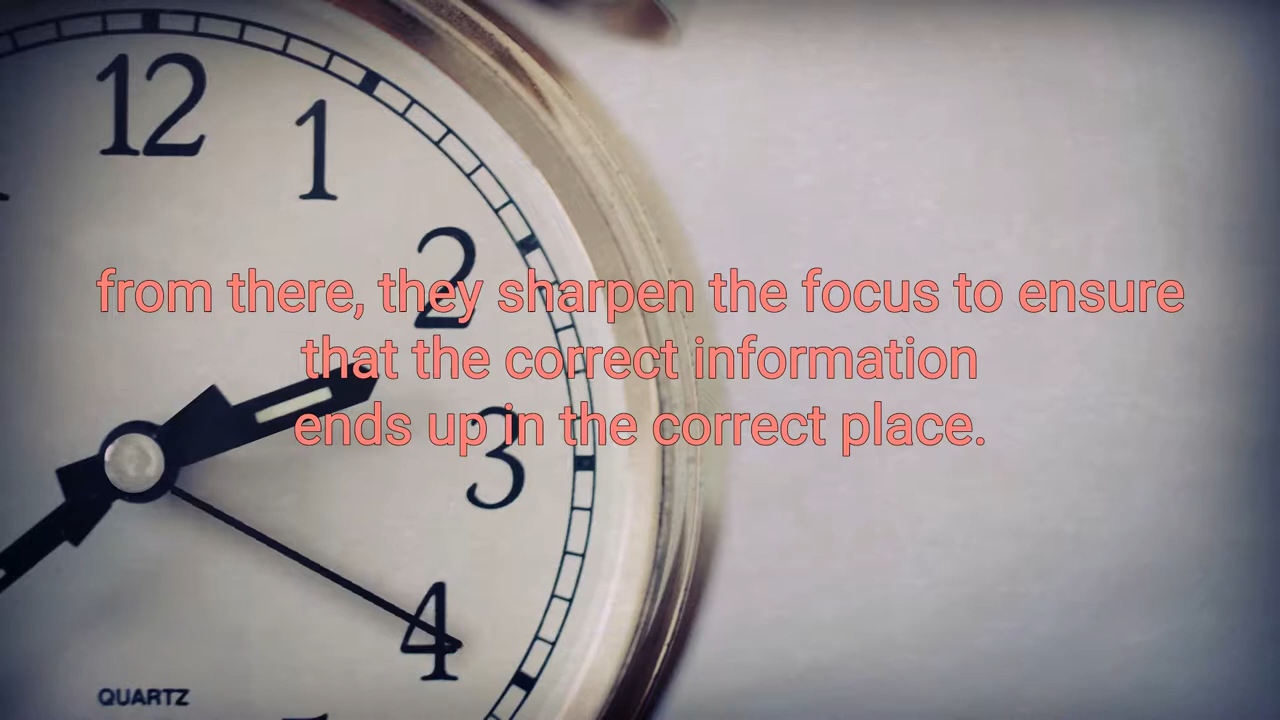 12
1
2
from there, they sharpen the focus to ensure
that the correct information
ends up in the correct place.
3
4
QUARTZ